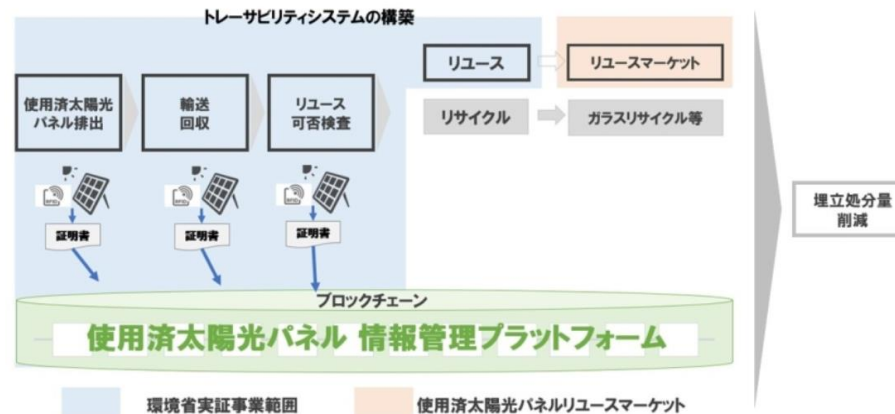 トレーサビリティシステムの構築
使用済太陽光
パネル排出
輸送
回収
リユース
可否検査
リユース
リユースマーケット
リサイクル
ガラスリサイクル等
埋立処分量
削減
RFID
RFID
RFID
証明書
証明書
証明書
ブロックチェーン
使用済太陽光パネル 情報管理プラットフォーム
環境省実証事業範囲
使用済太陽光パネルリユースマーケット